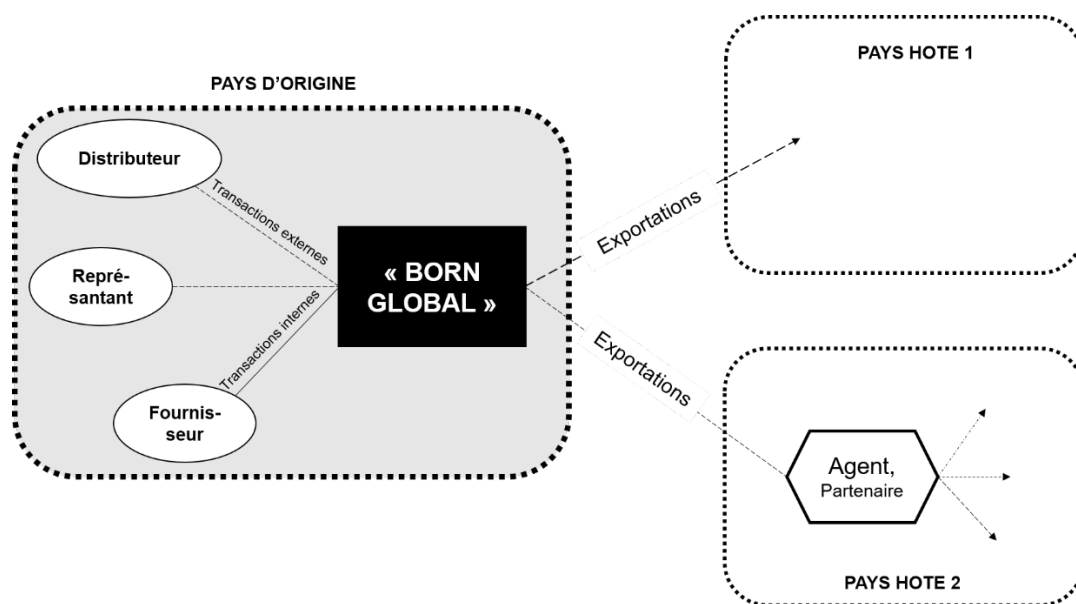 PAYS D'ORIGINE
Distributeur
Transactions externes
Repré-
santant
Transactions internes
Fournis-
seur
« BORN
GLOBAL »
Exportations
Exportations
PAYS HOTE 1
Agent,
Partenaire
PAYS HOTE 2